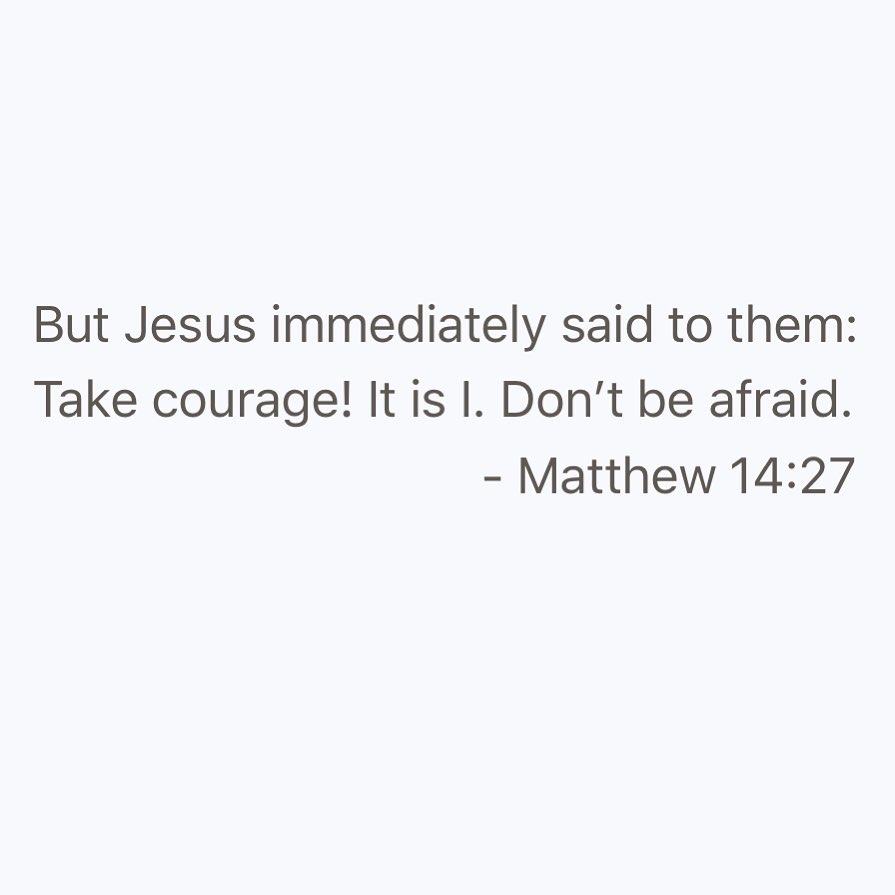 But Jesus immediately said to them:
Take courage! It is I. Don’t be afraid.
- Matthew 14:27